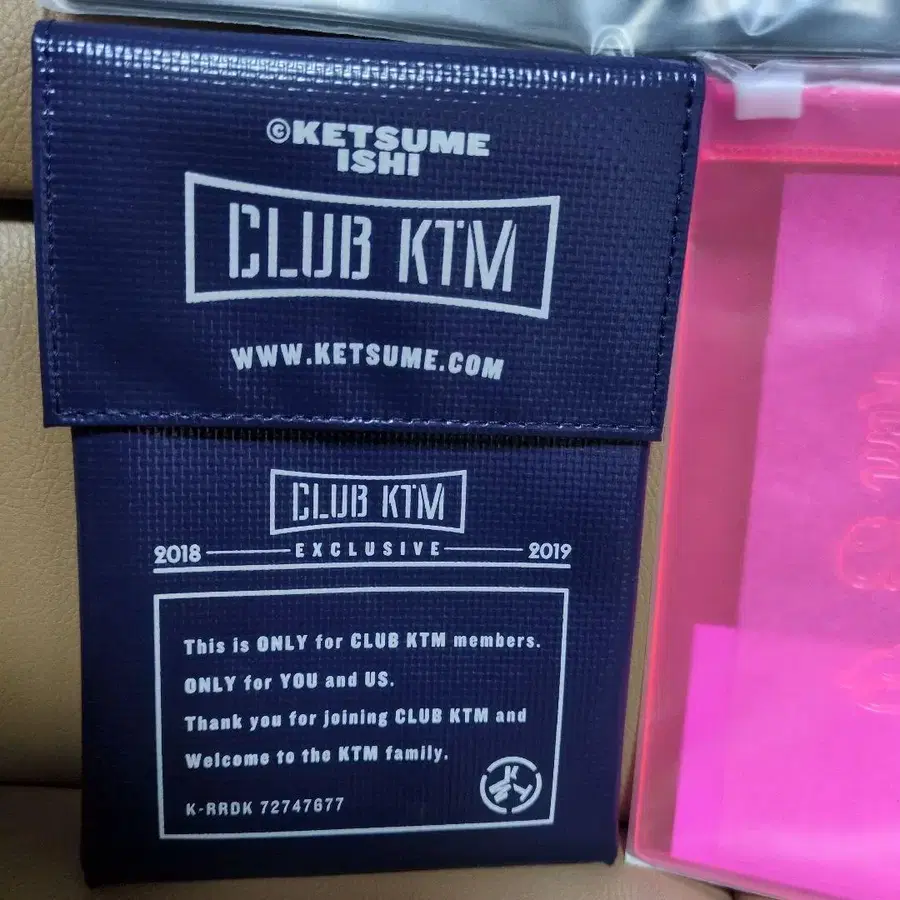 ©KETSUME
ISHI
CLUB KTM
WWW.KETSUME.COM
CLUB KTM
2018 EXCLUSIVE 2019
This is ONLY for CLUB KTM members.
ONLY for YOU and US.
Thank you for joining CLUB KTM and
Welcome to the KTM family.
K-RRDK 72747677
KTM